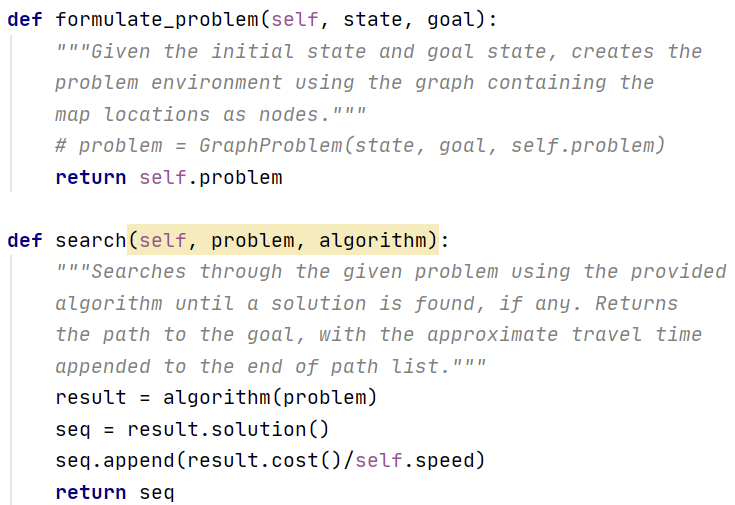 def formulate_problem(self, state, goal):
    """Given the initial state and goal state, creates the
    problem environment using the graph containing the
    map locations as nodes."""
    # problem = GraphProblem(state, goal, self.problem)
    return self.problem

def search(self, problem, algorithm):
    """Searches through the given problem using the provided
    algorithm until a solution is found, if any. Returns
    the path to the goal, with the approximate travel time
    appended to the end of path list."""
    result = algorithm(problem)
    seq = result.solution()
    seq.append(result.cost()/self.speed)
    return seq